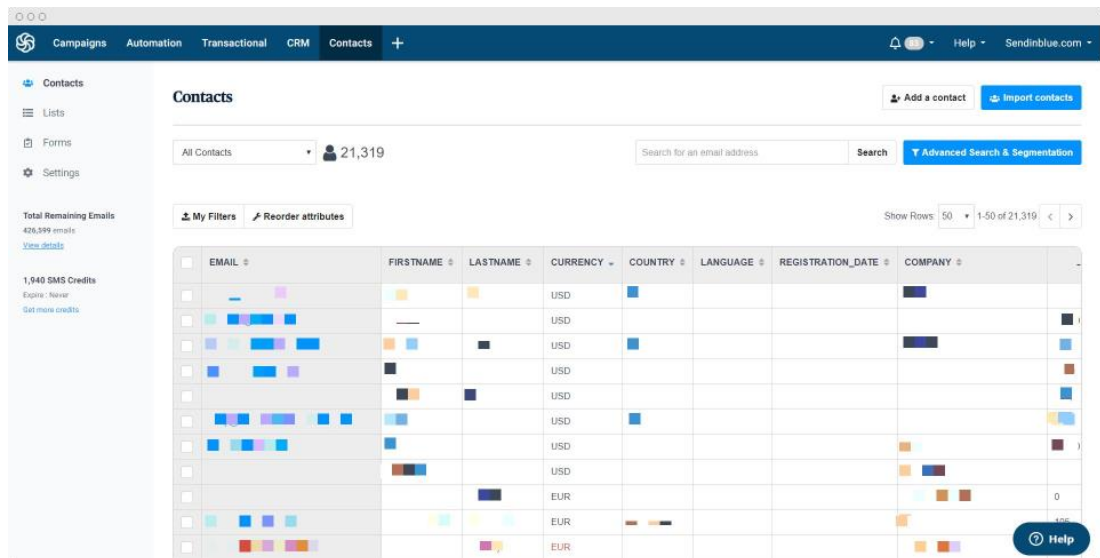 Campaigns Automation Transactional CRM Contacts + Help Sendinblue.com
Contacts
Lists
Forms
Settings
Total Remaining Emails
426,599 emails
View details
1,940 SMS Credits
Expire : Never
Get more credits
Contacts
Add a contact Import contacts
All Contacts 21,319 Search for an email address Search Advanced Search & Segmentation
My Filters Reorder attributes Show Rows: 50 1-50 of 21,319 < >
EMAIL FIRSTNAME LASTNAME CURRENCY COUNTRY LANGUAGE REGISTRATION_DATE COMPANY
USD
USD
USD
USD
USD
USD
USD
USD
EUR 0
EUR
EUR
Help